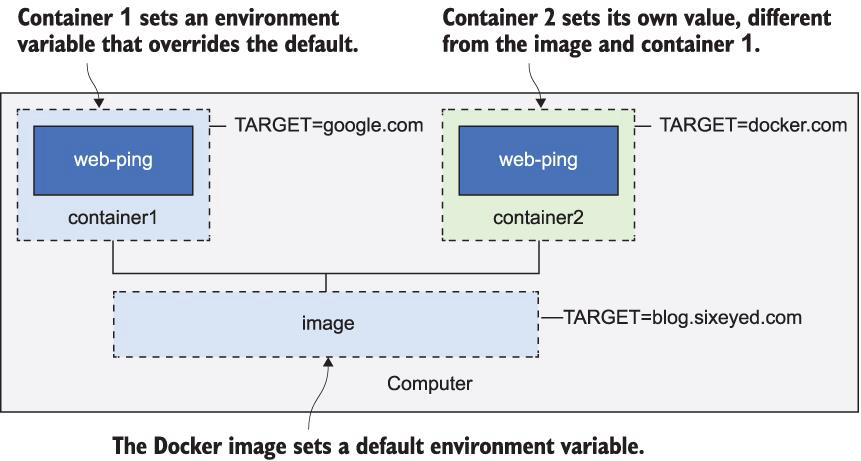 Container 1 sets an environment
variable that overrides the default.
Container 2 sets its own value, different
from the image and container 1.
TARGET=google.com
TARGET=docker.com
web-ping
web-ping
container1
container2
image
TARGET=blog.sixeyed.com
Computer
The Docker image sets a default environment variable.